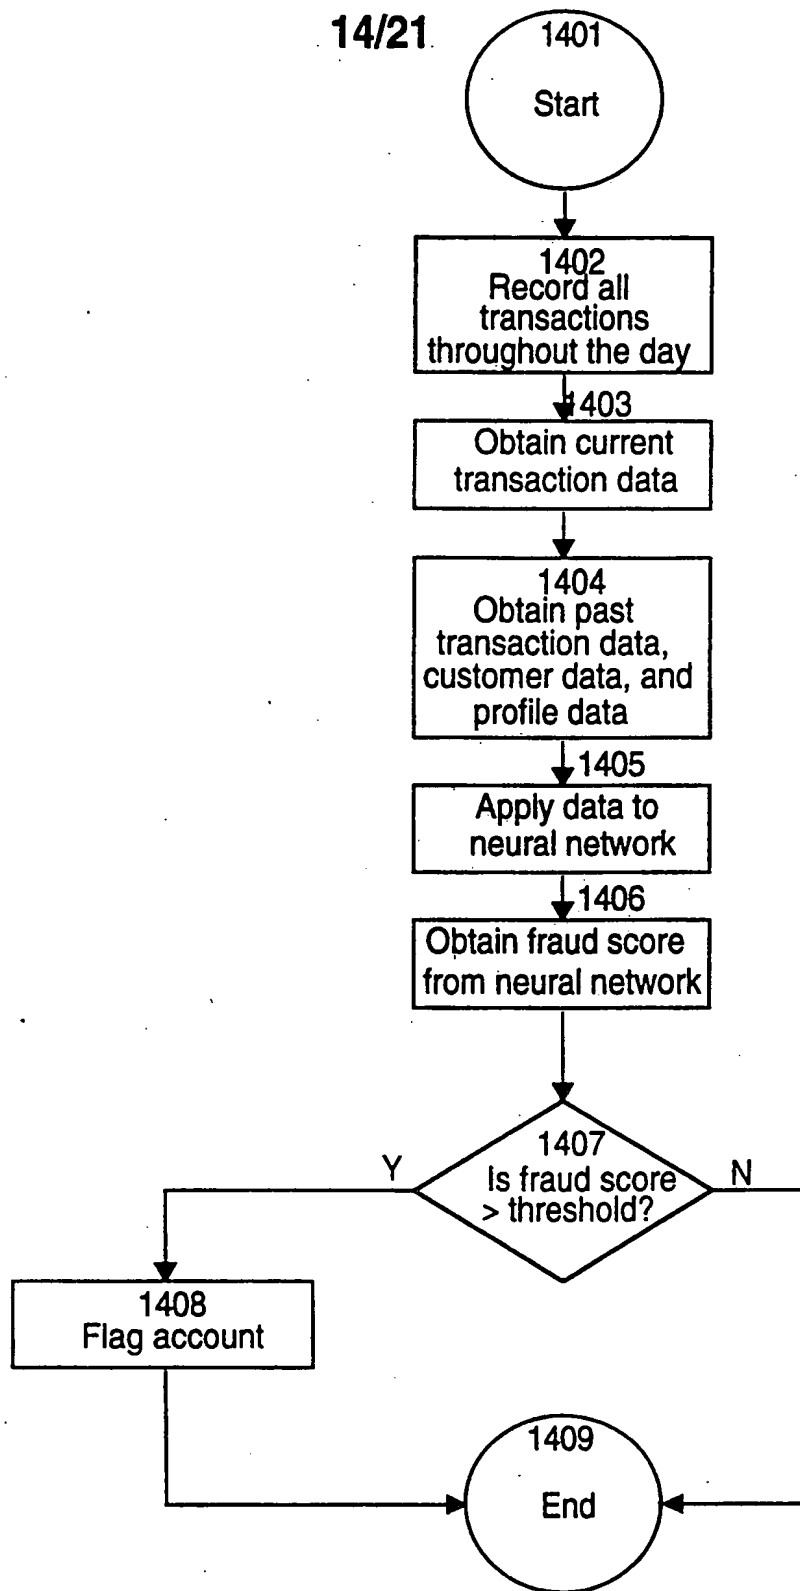 14/21
1401
Start
1402
Record all
transactions
throughout the day
1403
Obtain current
transaction data
1404
Obtain past
transaction data,
customer data, and
profile data
1405
Apply data to
neural network
1406
Obtain fraud score
from neural network
1407
Is fraud score
> threshold?
Y
N
1408
Flag account
1409
End